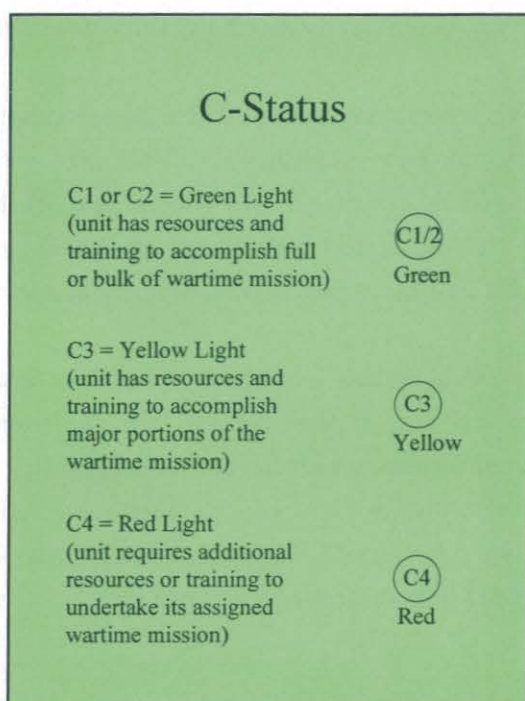 C-Status
C1 or C2 = Green Light
(unit has resources and
training to accomplish full
or bulk of wartime mission)
C1/2
Green
C3 = Yellow Light
(unit has resources and
training to accomplish
major portions of the
wartime mission)
C3
Yellow
C4 = Red Light
(unit requires additional
resources or training to
undertake its assigned
wartime mission)
C4
Red